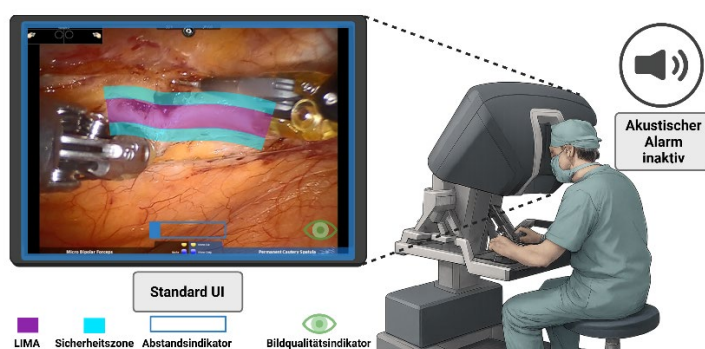 Akustischer
Alarm
inaktiv
Micro Bipolar Forceps
Permanent Cautery Spatula
Standard UI
LIMA Sicherheitszone Abstandsindikator Bildqualitätsindikator